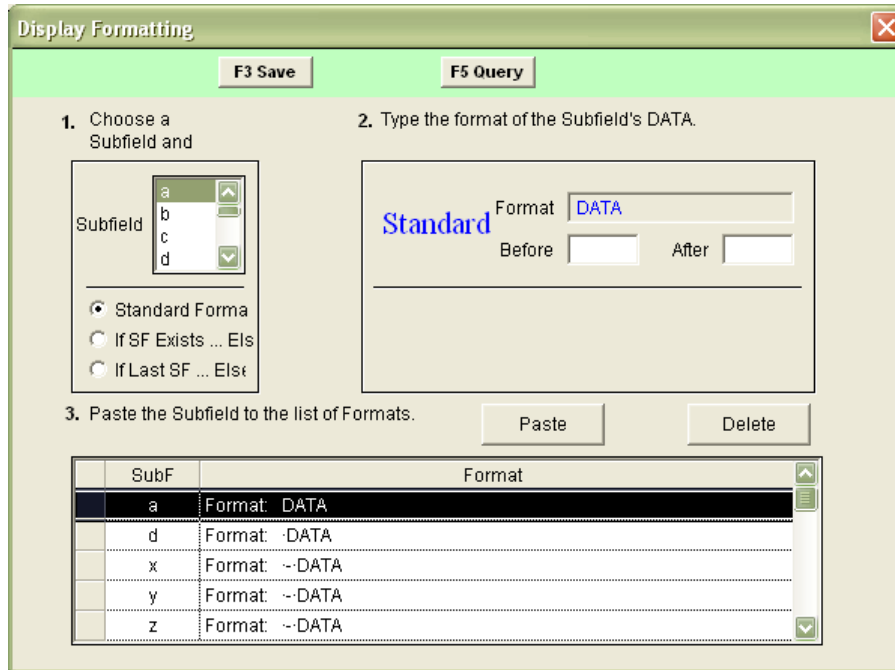 Display Formatting
F3 Save F5 Query
1. Choose a
Subfield and
2. Type the format of the Subfield's DATA.
Subfield
a
b
c
d
Standard Forma
If SF Exists ... Els
If Last SF ... Else
Standard
Format DATA
Before After
3. Paste the Subfield to the list of Formats.
Paste Delete
SubF Format
a Format: DATA
d Format: ·DATA
x Format: ·-·DATA
y Format: ·-·DATA
z Format: ·-·DATA